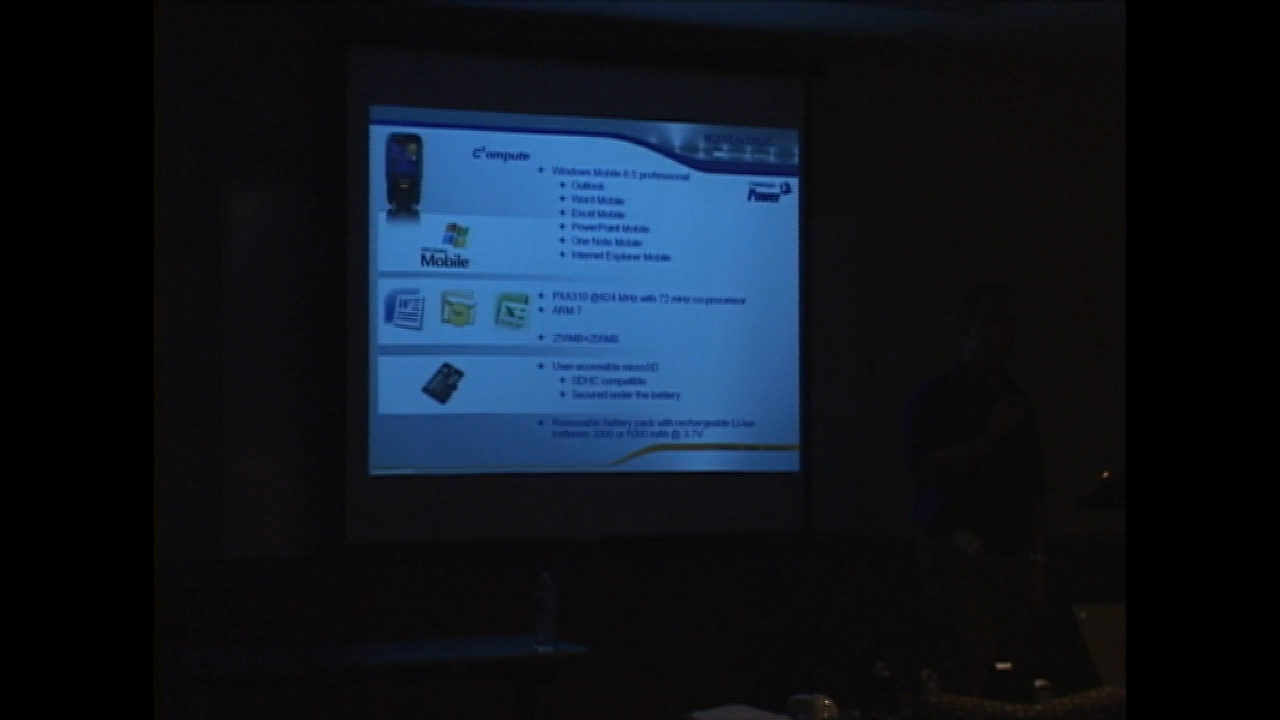 C³ompute
Windows Mobile 6.5 professional
Outlook
Word Mobile
Excel Mobile
PowerPoint Mobile
One Note Mobile
Internet Explorer Mobile
Power
Mobile
PXA310 @624 MHz with 72 mHz co-processor
ARM 7
256MB+256MB
User-accessible microSD
SDHC compatible
Secured under the battery
Removable battery pack with rechargeable Li-Ion
batteries 3000 or 5000 mAh @ 3.7V